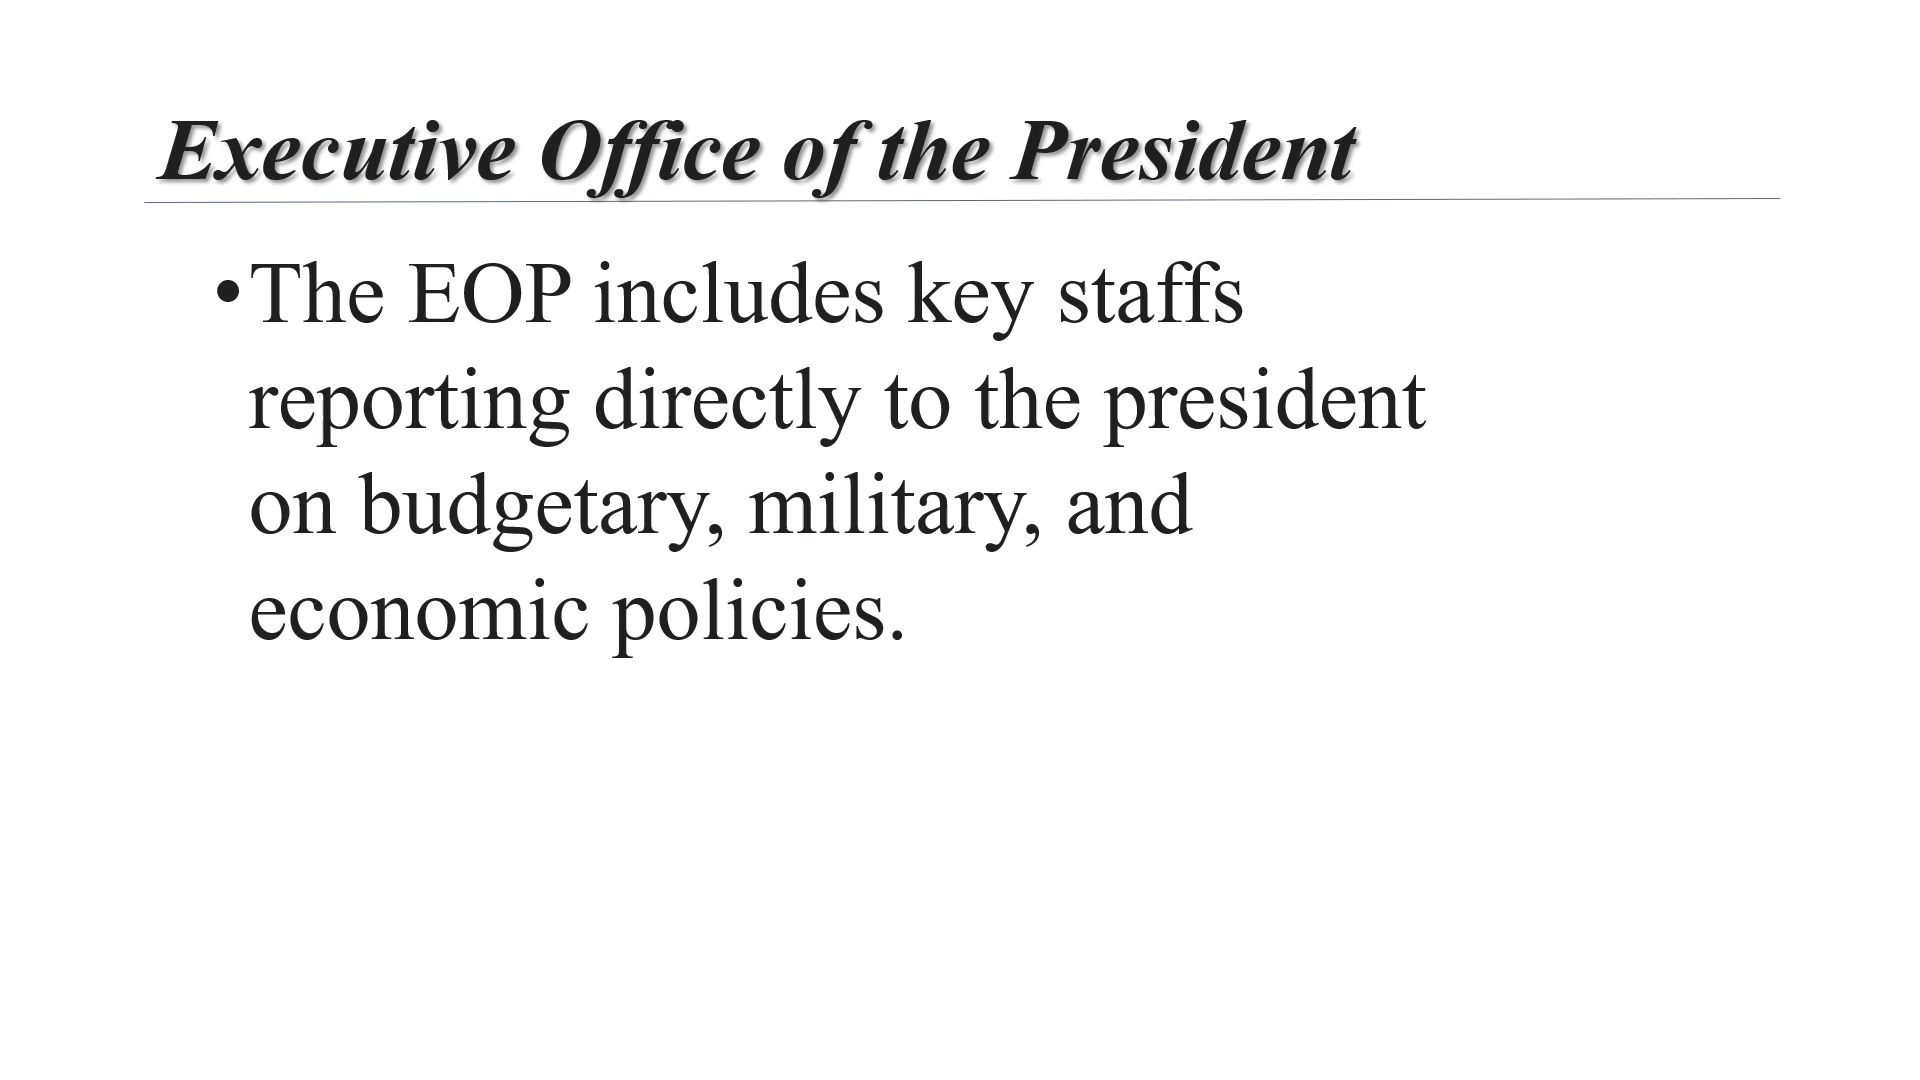 Executive Office of the President
•The EOP includes key staffs
reporting directly to the president
on budgetary, military, and
economic policies.